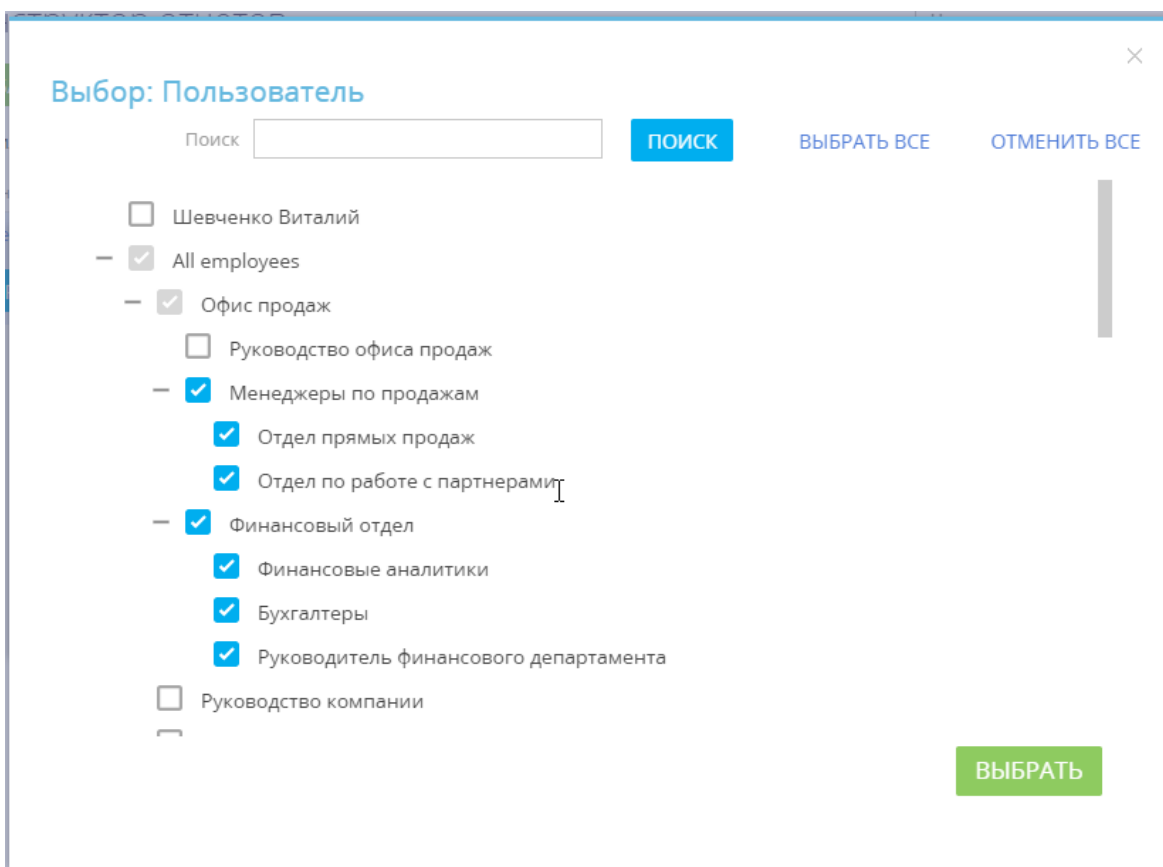 Выбор: Пользователь
Поиск ПОИСК ВЫБРАТЬ ВСЕ ОТМЕНИТЬ ВСЕ
Шевченко Виталий
All employees
Офис продаж
Руководство офиса продаж
Менеджеры по продажам
Отдел прямых продаж
Отдел по работе с партнерами
Финансовый отдел
Финансовые аналитики
Бухгалтеры
Руководитель финансового департамента
Руководство компании
ВЫБРАТЬ